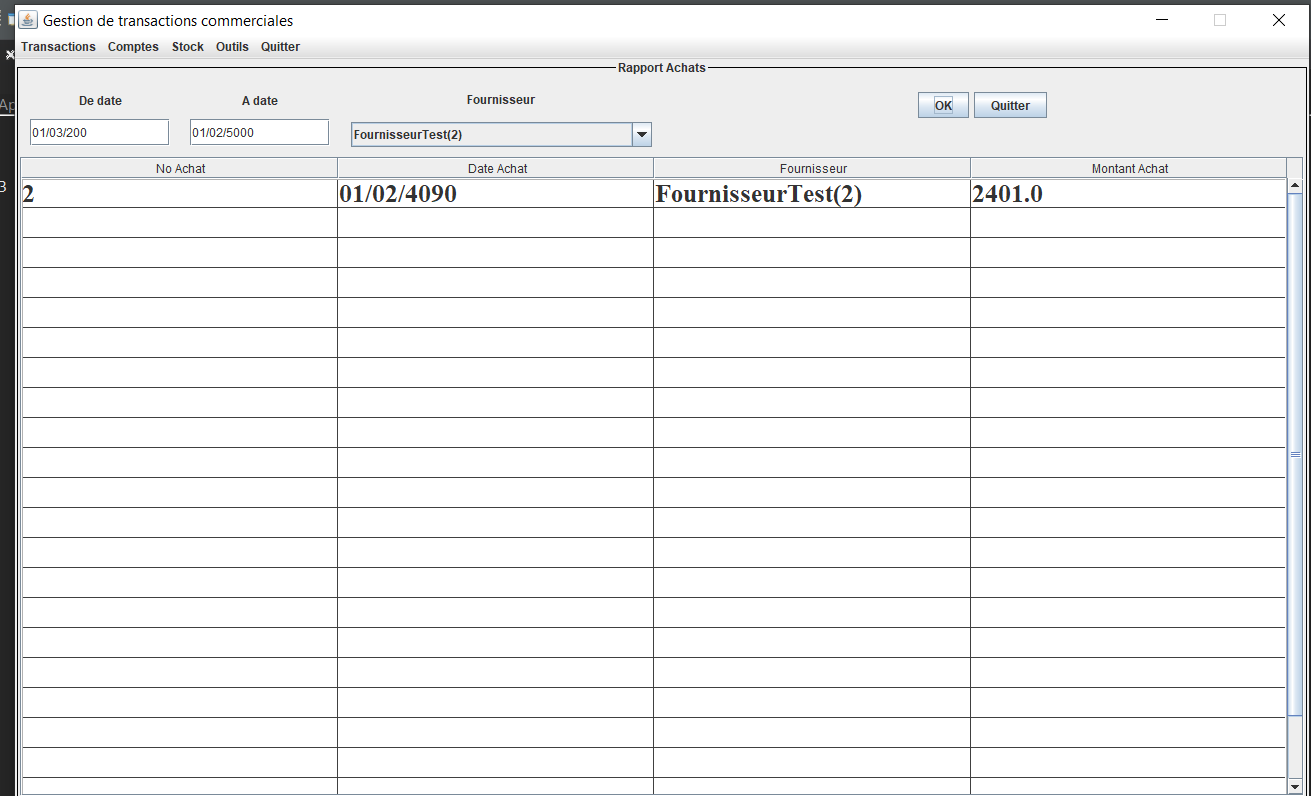 Gestion de transactions commerciales
Transactions Comptes Stock Outils Quitter
Rapport Achats
De date A date Fournisseur
OK Quitter
01/03/200 01/02/5000 FournisseurTest(2)
No Achat Date Achat Fournisseur Montant Achat
2 01/02/4090 FournisseurTest(2) 2401.0
Ap
3